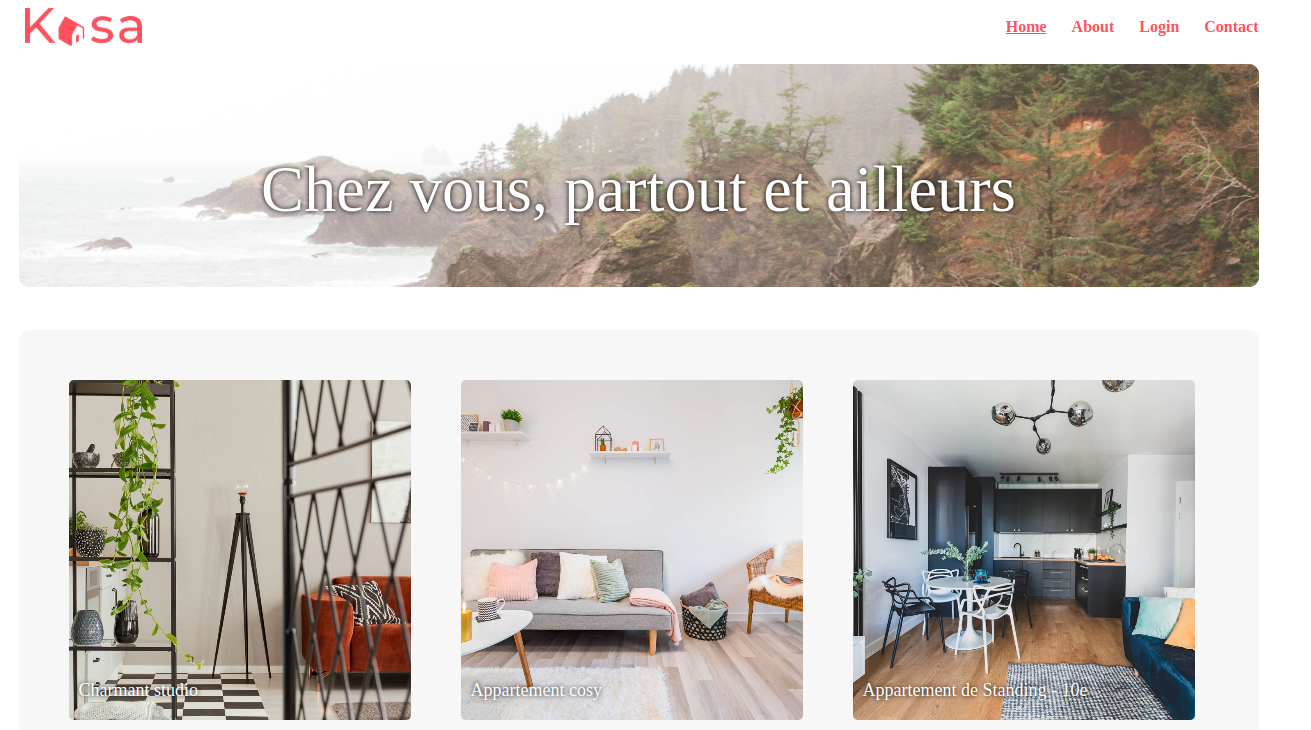 Kasa
Home About Login Contact
Chez vous, partout et ailleurs
Charmant studio
Appartement cosy
Appartement de Standing - 10e